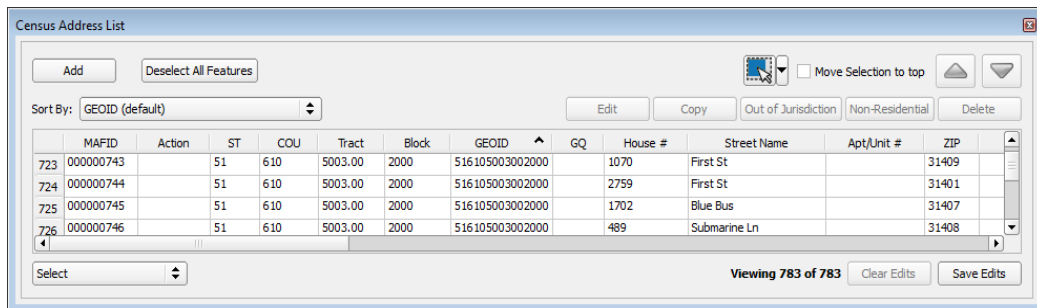 Census Address List
Add Deselect All Features Move Selection to top
Sort By: GEOID (default) Edit Copy Out of Jurisdiction Non-Residential Delete
MAFID Action ST COU Tract Block GEOID GQ House # Street Name Apt/Unit # ZIP
723 000000743 51 610 5003.00 2000 516105003002000 1070 First St 31409
724 000000744 51 610 5003.00 2000 516105003002000 2759 First St 31401
725 000000745 51 610 5003.00 2000 516105003002000 1702 Blue Bus 31407
726 000000746 51 610 5003.00 2000 516105003002000 489 Submarine Ln 31408
Select Viewing 783 of 783 Clear Edits Save Edits